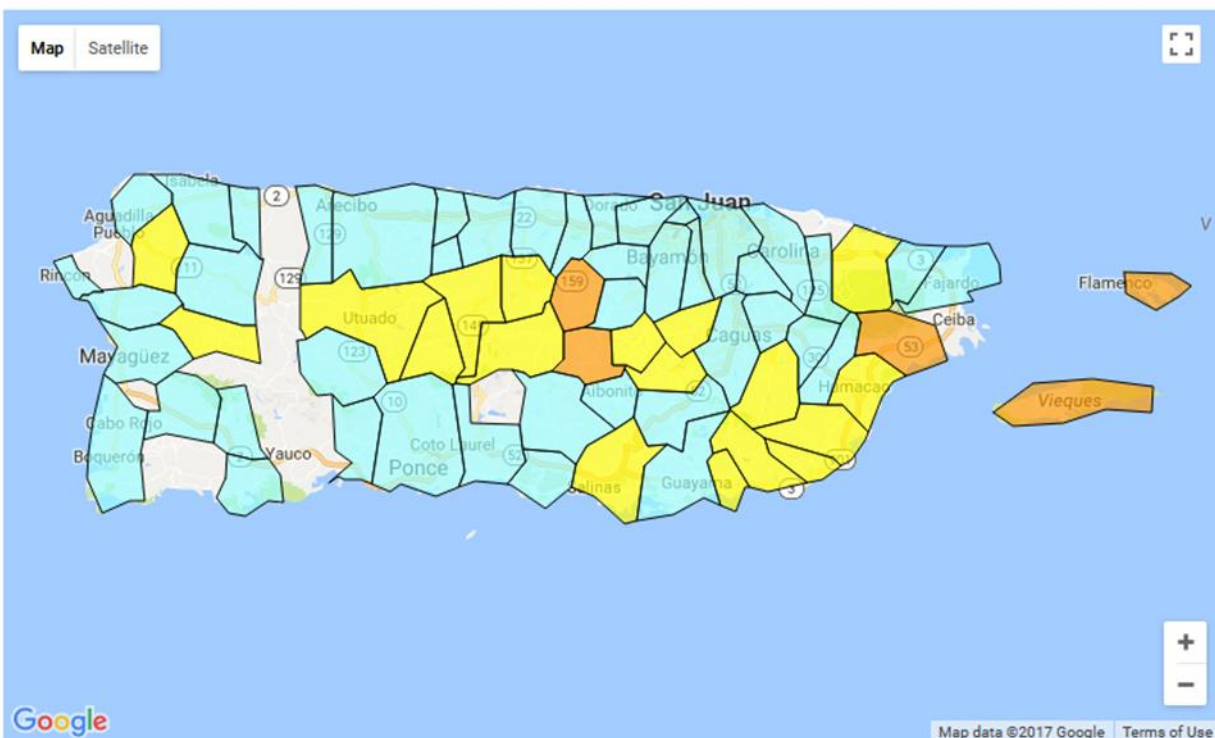 Map Satellite
Isabela
2
Arecibo
Dorado
San Juan
V
Aguadilla
Pueblo
129
22
Bayamón
Carolina
3
Rincón
129
159
Fajardo
Flamenco
Utuado
Ceiba
123
Caguas
53
Mayagüez
30
Humacao
Aibonito
Vieques
10
Cabo Rojo
Coto Laurel
Boquerón
Yauco
Ponce
52
Salinas
Guayama
3
+
−
Google
Map data ©2017 Google Terms of Use